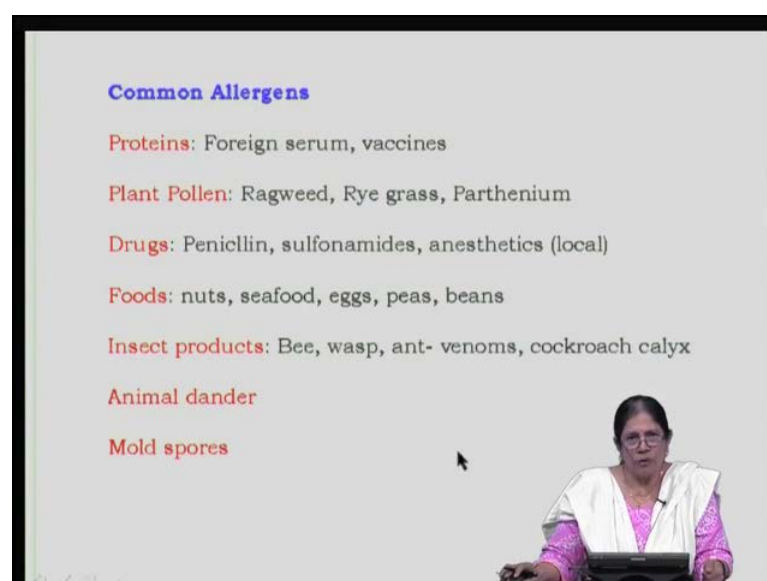 Common Allergens
Proteins: Foreign serum, vaccines
Plant Pollen: Ragweed, Rye grass, Parthenium
Drugs: Penicllin, sulfonamides, anesthetics (local)
Foods: nuts, seafood, eggs, peas, beans
Insect products: Bee, wasp, ant- venoms, cockroach calyx
Animal dander
Mold spores